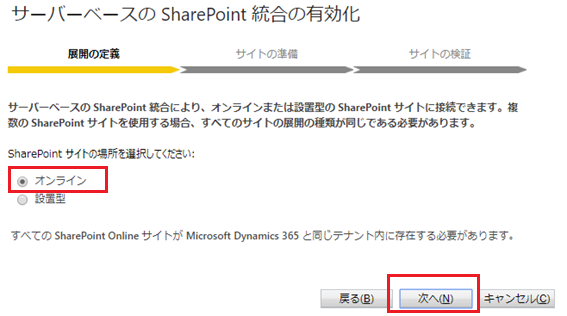 サーバーベースの SharePoint 統合の有効化
展開の定義 サイトの準備 サイトの検証
サーバーベースの SharePoint 統合により、オンラインまたは設置型の SharePoint サイトに接続できます。複
数の SharePoint サイトを使用する場合、すべてのサイトの展開の種類が同じである必要があります。
SharePoint サイトの場所を選択してください:
オンライン
設置型
すべての SharePoint Online サイトが Microsoft Dynamics 365 と同じテナント内に存在する必要があります。
戻る(B) 次へ(N) キャンセル(C)